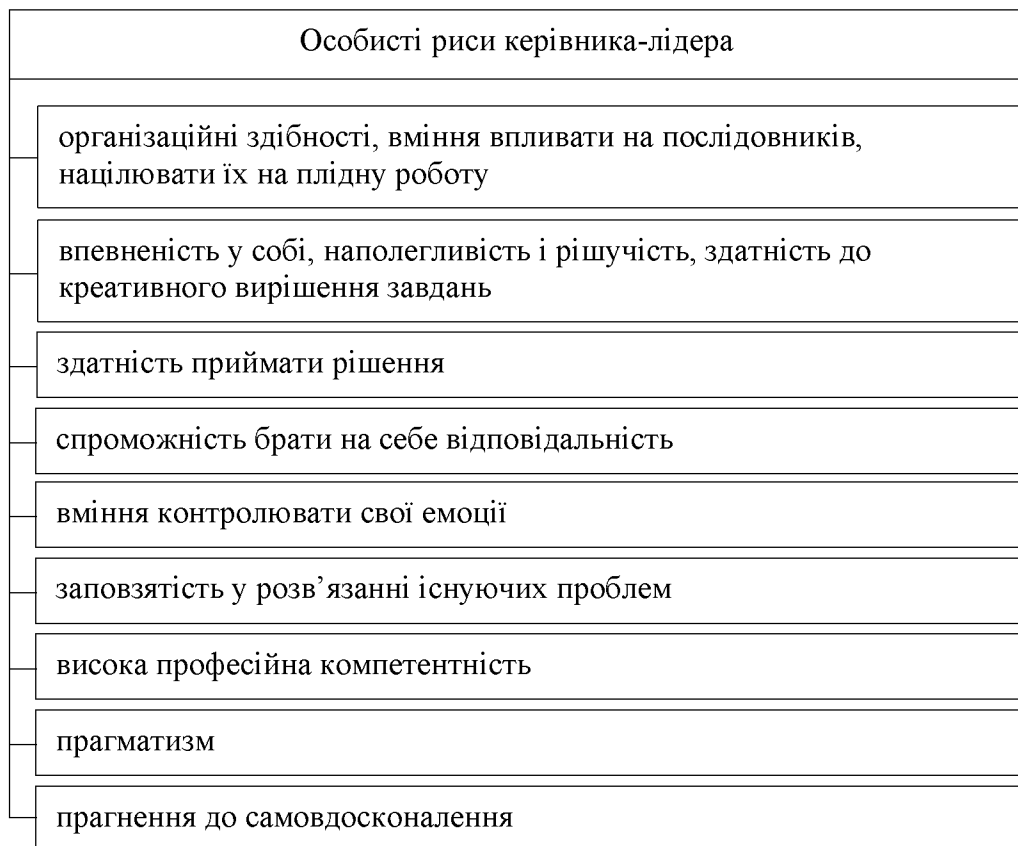 Особисті риси керівника-лідера
організаційні здібності, вміння впливати на послідовників,
націлювати їх на плідну роботу
впевненість у собі, наполегливість і рішучість, здатність до
креативного вирішення завдань
здатність приймати рішення
спроможність брати на себе відповідальність
вміння контролювати свої емоції
заповзятість у розв’язанні існуючих проблем
висока професійна компетентність
прагматизм
прагнення до самовдосконалення